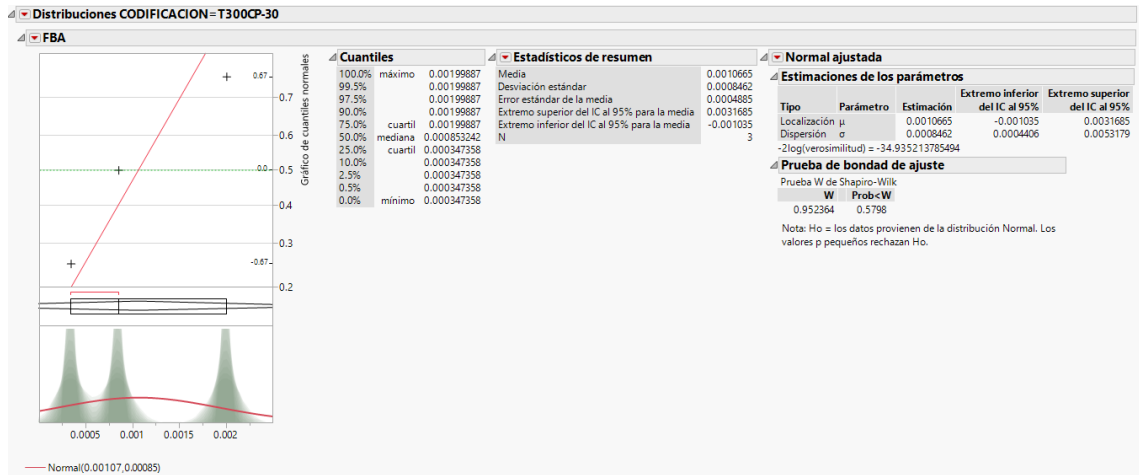 Distribuciones CODIFICACION=T300CP-30
FBA
0.67
0.0
-0.67
0.7
0.6
0.5
0.4
0.3
0.2
Gráfico de cuantiles normales
0.0005 0.001 0.0015 0.002
Normal(0.00107,0.00085)
Cuantiles
100.0% máximo 0.00199887
99.5% 0.00199887
97.5% 0.00199887
90.0% 0.00199887
75.0% cuartil 0.00199887
50.0% mediana 0.000853242
25.0% cuartil 0.000347358
10.0% 0.000347358
2.5% 0.000347358
0.5% 0.000347358
0.0% mínimo 0.000347358
Estadísticos de resumen
Media 0.0010665
Desviación estándar 0.0008462
Error estándar de la media 0.0004885
Extremo superior del IC al 95% para la media 0.0031685
Extremo inferior del IC al 95% para la media -0.001035
N 3
Normal ajustada
Estimaciones de los parámetros
Extremo inferior Extremo superior
Tipo Parámetro Estimación del IC al 95% del IC al 95%
Localización μ 0.0010665 -0.001035 0.0031685
Dispersión σ 0.0008462 0.0004406 0.0053179
-2log(verosimilitud) = -34.935213785494
Prueba de bondad de ajuste
Prueba W de Shapiro-Wilk
W Prob<W
0.952364 0.5798
Nota: Ho = los datos provienen de la distribución Normal. Los
valores p pequeños rechazan Ho.